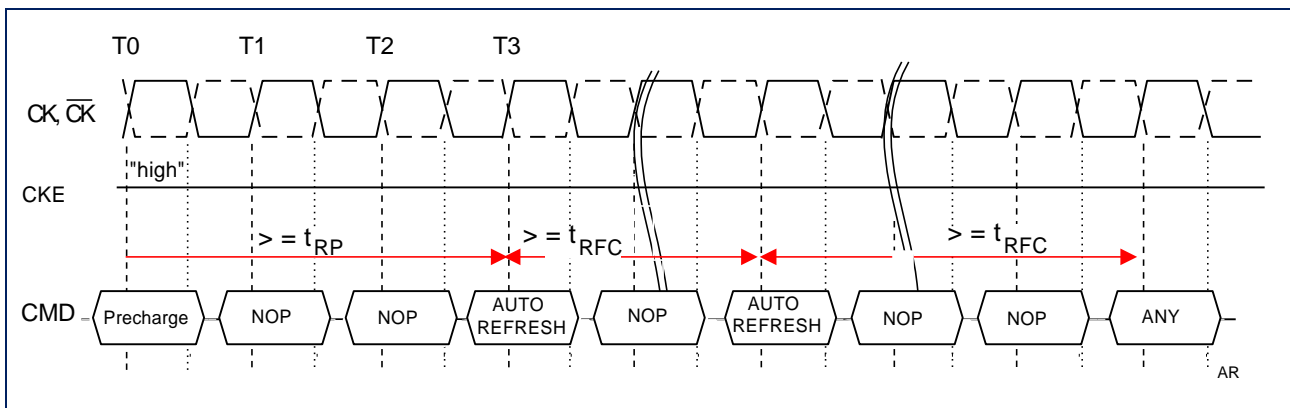 T0 T1 T2 T3
CK, CK
"high"
CKE
> = tRP > = tRFC > = tRFC
CMD Precharge NOP NOP AUTO REFRESH NOP AUTO REFRESH NOP NOP ANY
AR